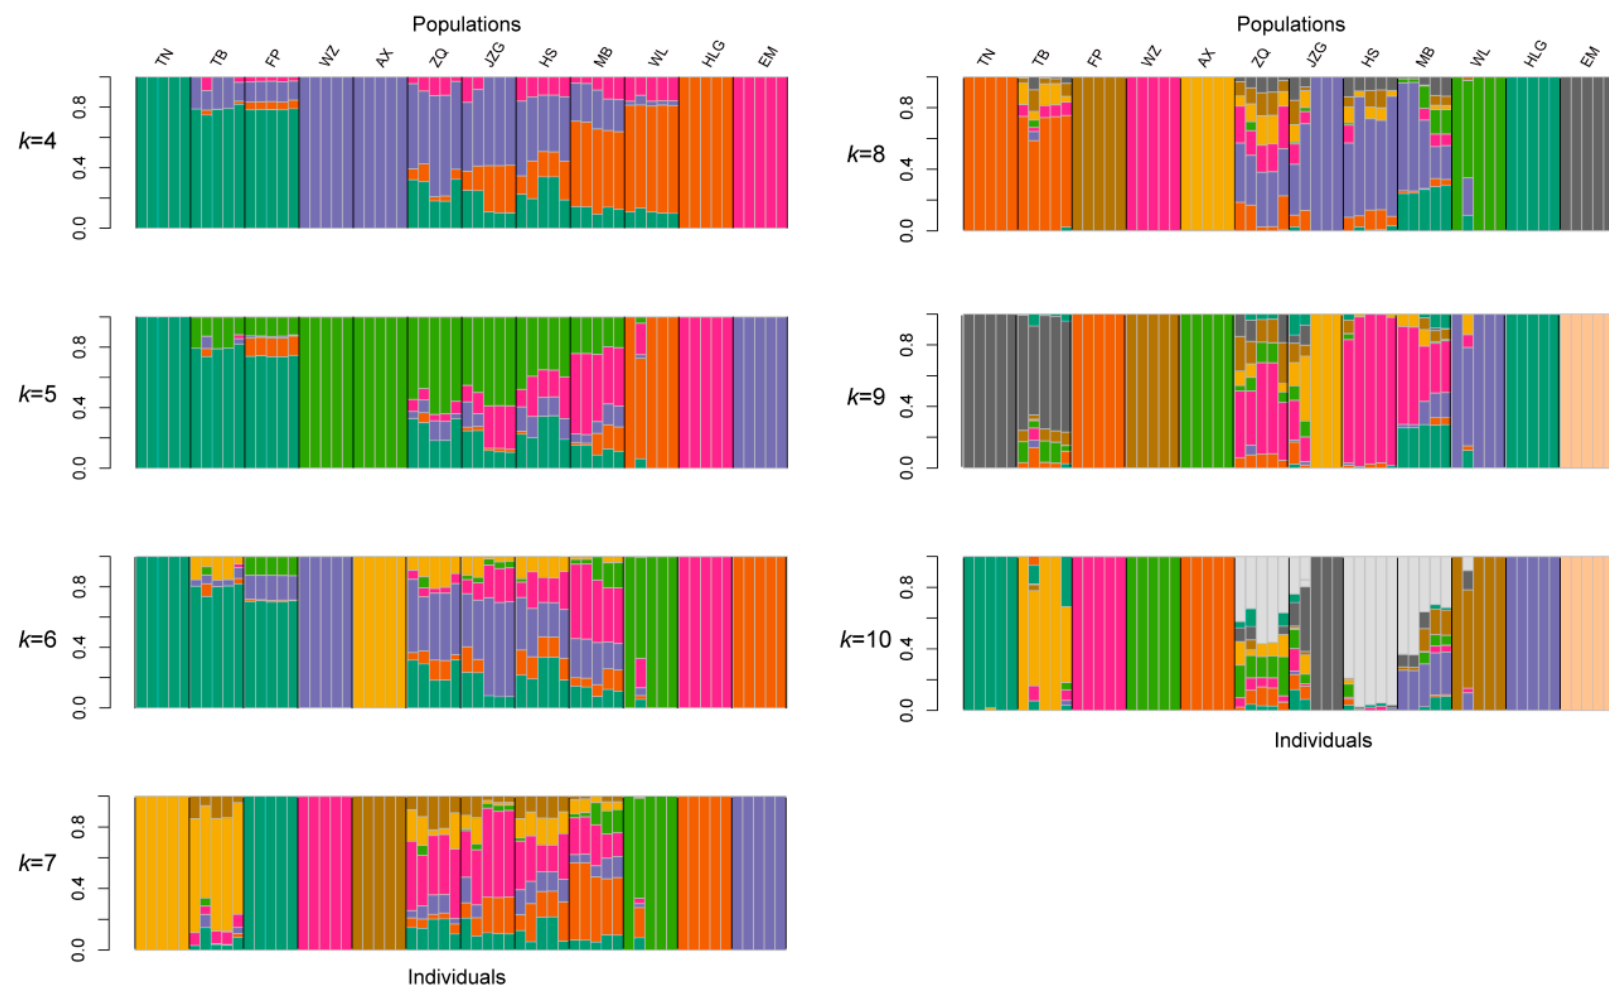 Populations
TN TB FP WZ AX ZQ JZG HS MB WL HLG EM
k=4
0.0 0.4 0.8
k=5
0.0 0.4 0.8
k=6
0.0 0.4 0.8
k=7
0.0 0.4 0.8
Individuals
Populations
TN TB FP WZ AX ZQ JZG HS MB WL HLG EM
k=8
0.0 0.4 0.8
k=9
0.0 0.4 0.8
k=10
0.0 0.4 0.8
Individuals